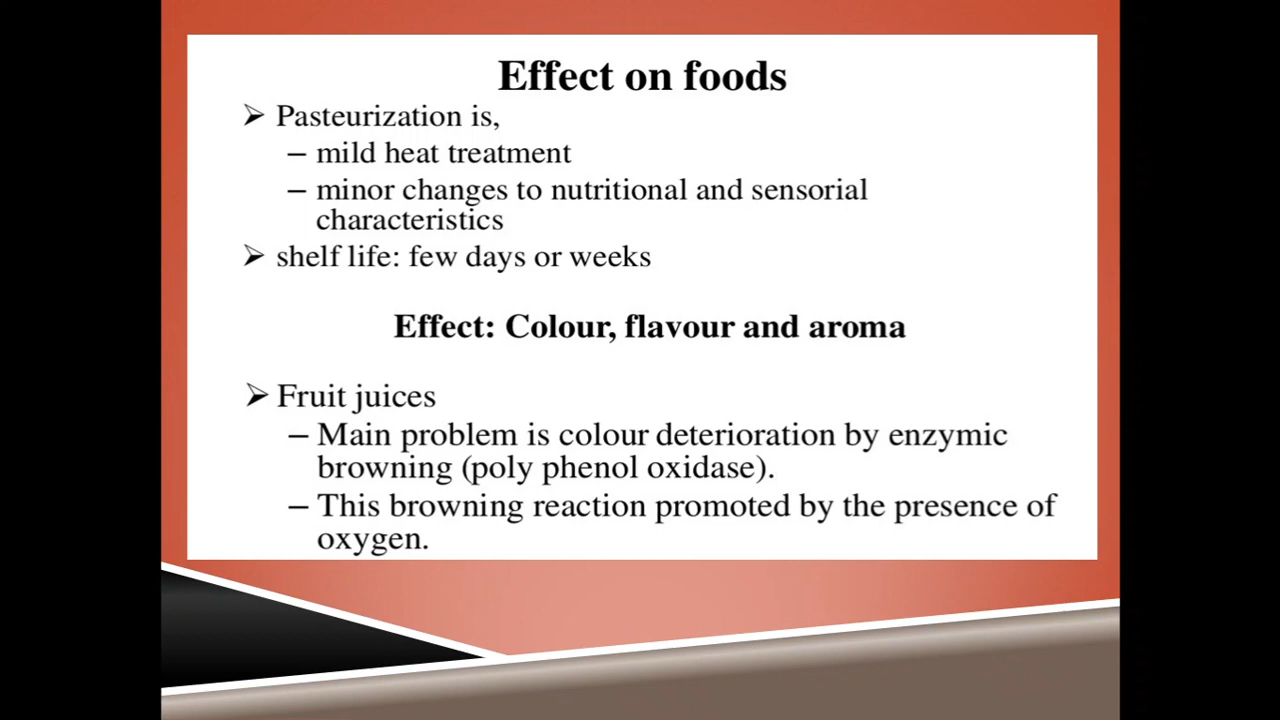 Effect on foods
➢ Pasteurization is,
– mild heat treatment
– minor changes to nutritional and sensorial
characteristics
➢ shelf life: few days or weeks
Effect: Colour, flavour and aroma
➢ Fruit juices
– Main problem is colour deterioration by enzymic
browning (poly phenol oxidase).
– This browning reaction promoted by the presence of
oxygen.